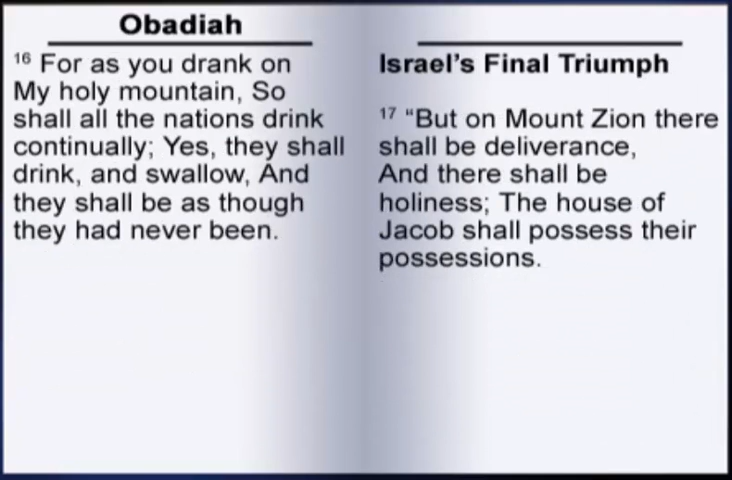 Obadiah
16 For as you drank on
My holy mountain, So
shall all the nations drink
continually; Yes, they shall
drink, and swallow, And
they shall be as though
they had never been.
Israel's Final Triumph
17 “But on Mount Zion there
shall be deliverance,
And there shall be
holiness; The house of
Jacob shall possess their
possessions.